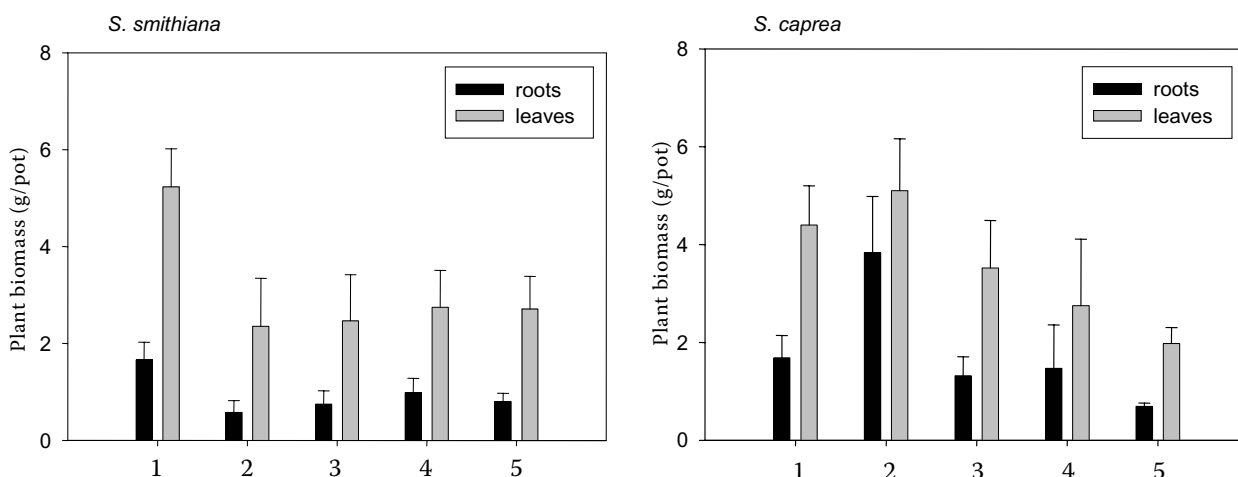 S. smithiana
8
6
4
2
0
Plant biomass (g/pot)
roots
leaves
1 2 3 4 5
S. caprea
8
6
4
2
0
Plant biomass (g/pot)
roots
leaves
1 2 3 4 5